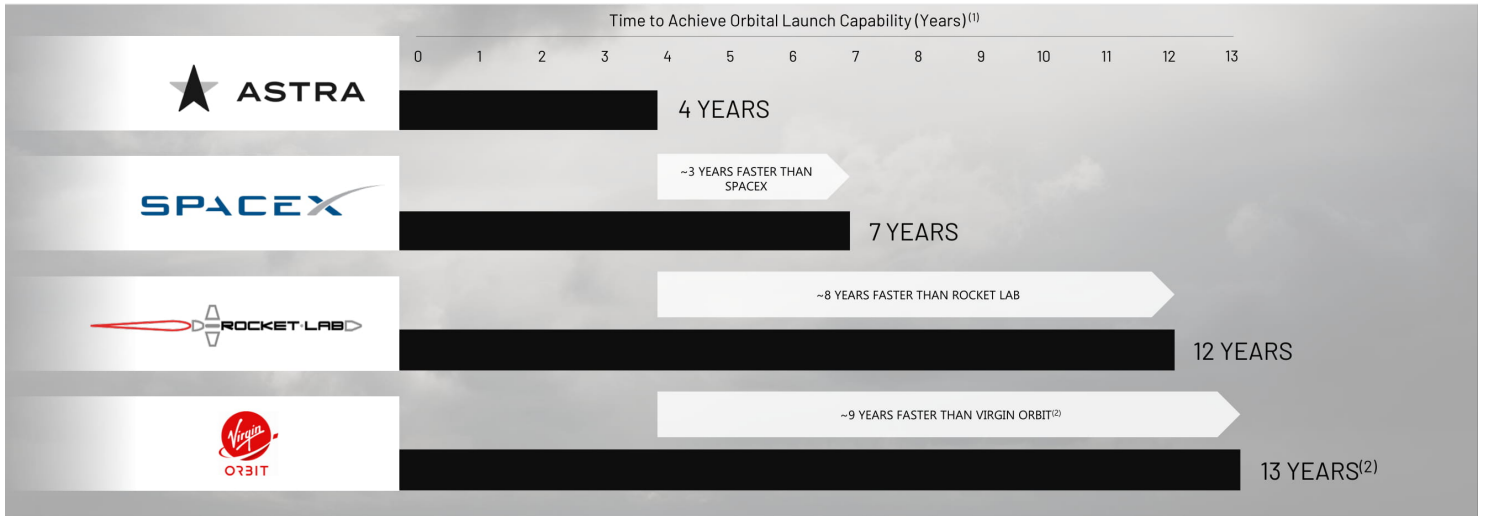 Time to Achieve Orbital Launch Capability (Years) (1)
0 1 2 3 4 5 6 7 8 9 10 11 12 13
ASTRA
4 YEARS
~3 YEARS FASTER THAN
SPACEX
SPACEX
7 YEARS
~8 YEARS FASTER THAN ROCKET LAB
ROCKET LAB
12 YEARS
~9 YEARS FASTER THAN VIRGIN ORBIT(2)
Virgin
ORBIT
13 YEARS(2)